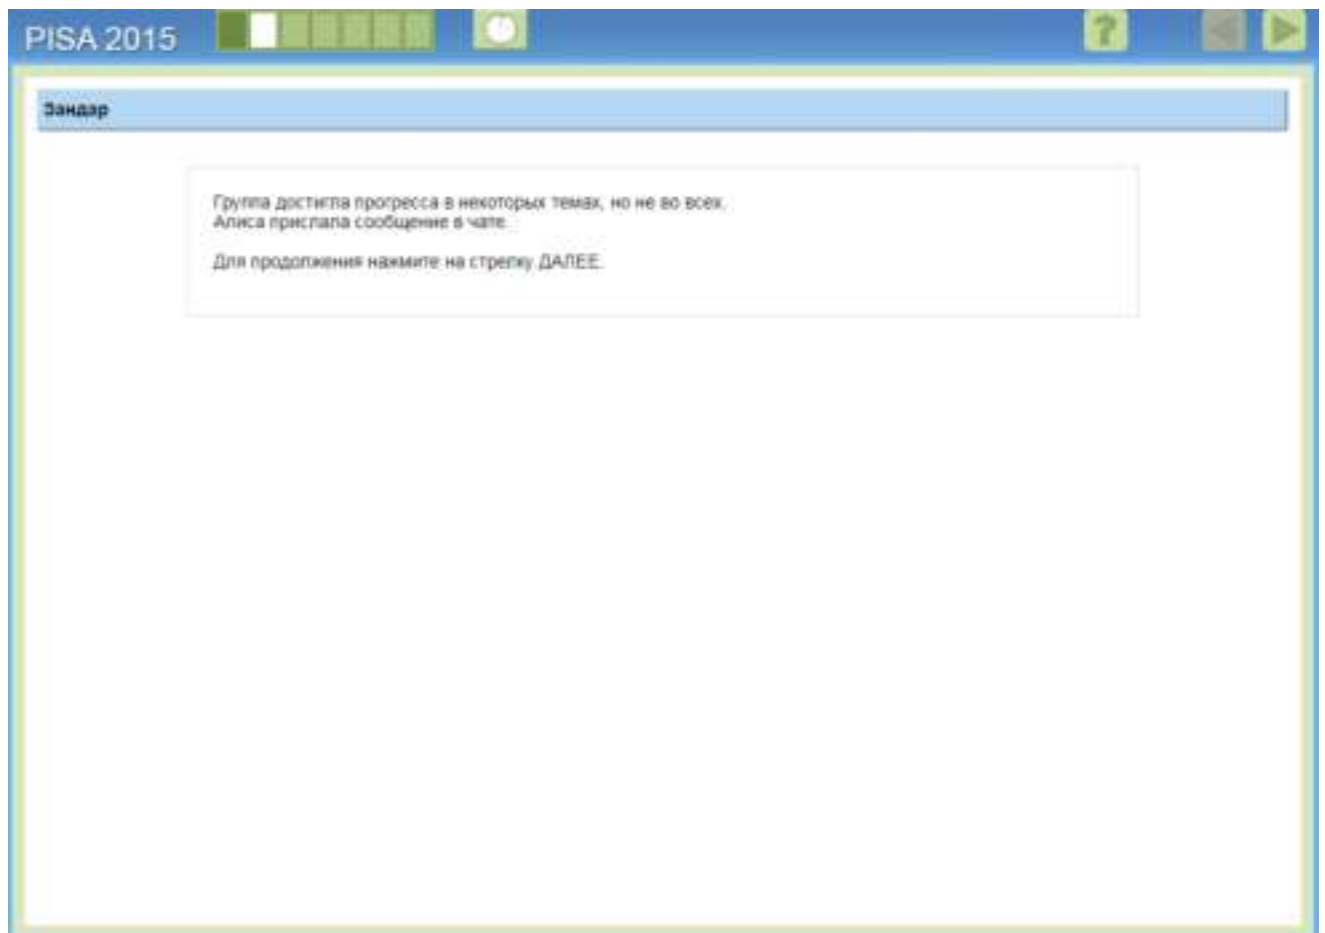 PISA 2015
?
Зандар
Группа достигла прогресса в некоторых темах, но не во всех.
Алиса прислала сообщение в чате.
Для продолжения нажмите на стрелку ДАЛЕЕ.